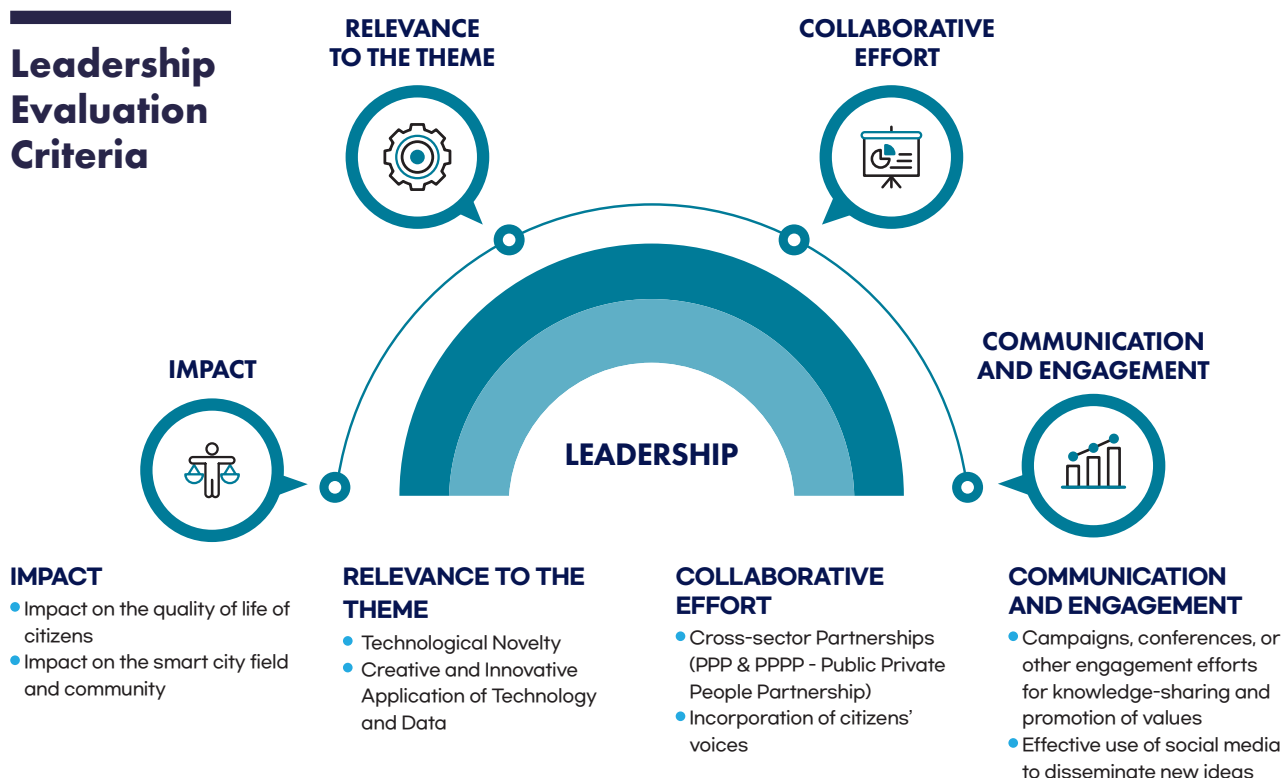 Leadership
Evaluation
Criteria
RELEVANCE
TO THE THEME
COLLABORATIVE
EFFORT
IMPACT
COMMUNICATION
AND ENGAGEMENT
LEADERSHIP
IMPACT
• Impact on the quality of life of
citizens
• Impact on the smart city field
and community
RELEVANCE TO THE
THEME
• Technological Novelty
• Creative and Innovative
Application of Technology
and Data
COLLABORATIVE
EFFORT
• Cross-sector Partnerships
(PPP & PPPP - Public Private
People Partnership)
• Incorporation of citizens’
voices
COMMUNICATION
AND ENGAGEMENT
• Campaigns, conferences, or
other engagement efforts
for knowledge-sharing and
promotion of values
• Effective use of social media
to disseminate new ideas